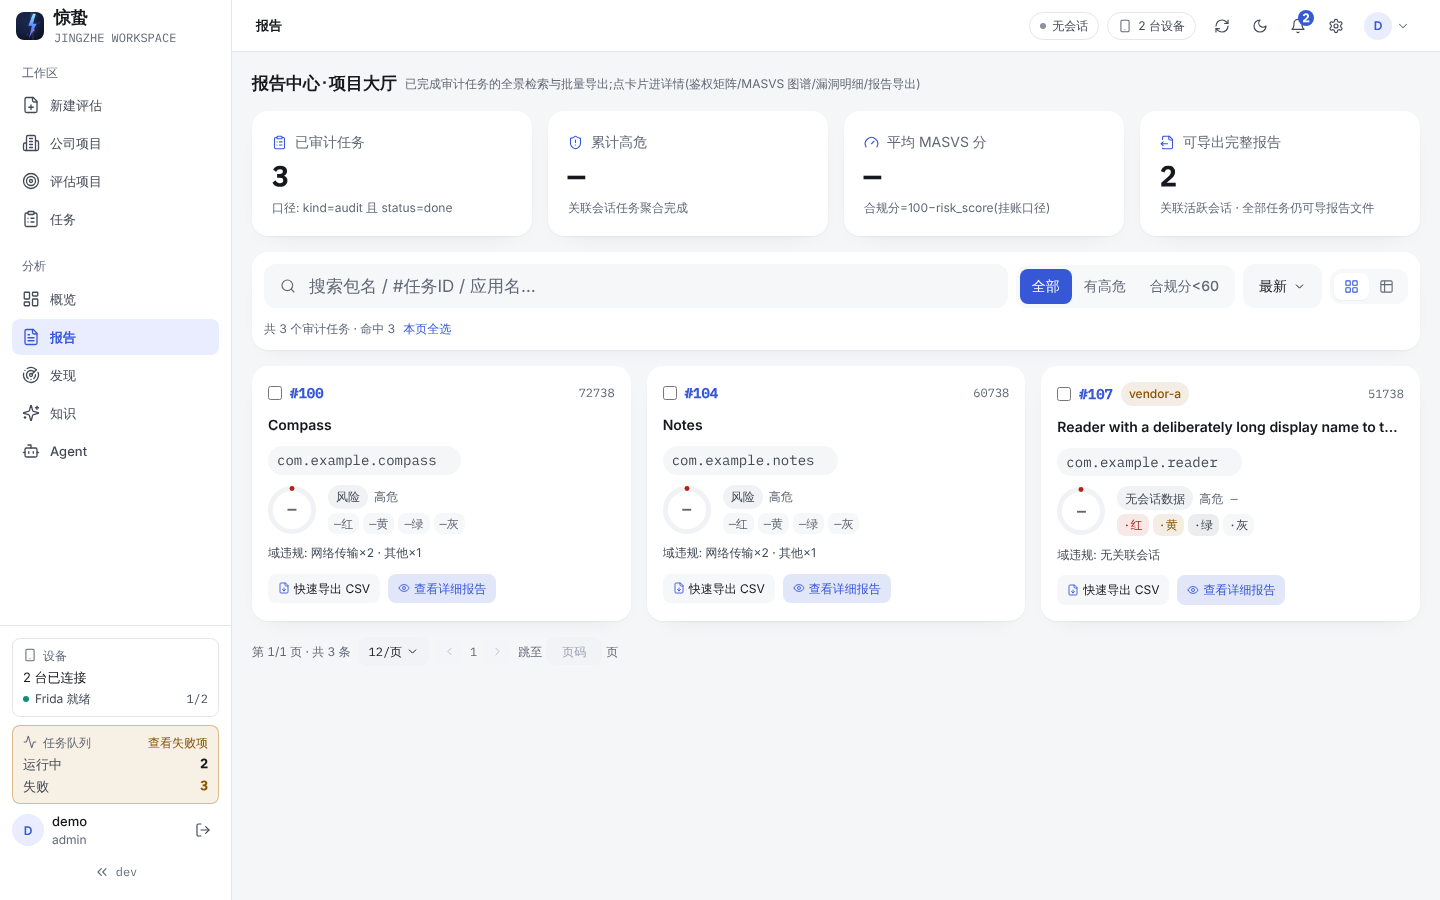 惊蛰
JINGZHE WORKSPACE
工作区
新建评估
公司项目
评估项目
任务
分析
概览
报告
发现
知识
Agent
设备
2 台已连接
Frida 就绪 1/2
任务队列 查看失败项
运行中 2
失败 3
D
demo
admin
dev
报告
无会话
2 台设备
2
D
报告中心·项目大厅 已完成审计任务的全景检索与批量导出;点卡片进详情(鉴权矩阵/MASVS 图谱/漏洞明细/报告导出)
已审计任务
3
口径: kind=audit 且 status=done
累计高危
—
关联会话任务聚合完成
平均 MASVS 分
—
合规分=100−risk_score(挂账口径)
可导出完整报告
2
关联活跃会话 · 全部任务仍可导报告文件
搜索包名 / #任务ID / 应用名...
全部 有高危 合规分<60
最新
共 3 个审计任务 · 命中 3 本页全选
#100 72738
Compass
com.example.compass
—
风险 高危
—红 —黄 —绿 —灰
域违规: 网络传输×2 · 其他×1
快速导出 CSV 查看详细报告
#104 60738
Notes
com.example.notes
—
风险 高危
—红 —黄 —绿 —灰
域违规: 网络传输×2 · 其他×1
快速导出 CSV 查看详细报告
#107 vendor-a 51738
Reader with a deliberately long display name to t...
com.example.reader
—
无会话数据 高危 —
·红 ·黄 ·绿 ·灰
域违规: 无关联会话
快速导出 CSV 查看详细报告
第 1/1 页 · 共 3 条 12/页 1 跳至 页码 页